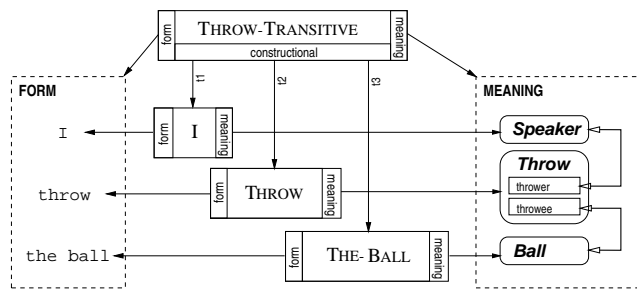 form
THROW-TRANSITIVE
meaning
constructional
t1
t2
t3
FORM
MEANING
I
form
I
meaning
Speaker
throw
form
THROW
meaning
Throw
thrower
throwee
the ball
form
THE-BALL
meaning
Ball